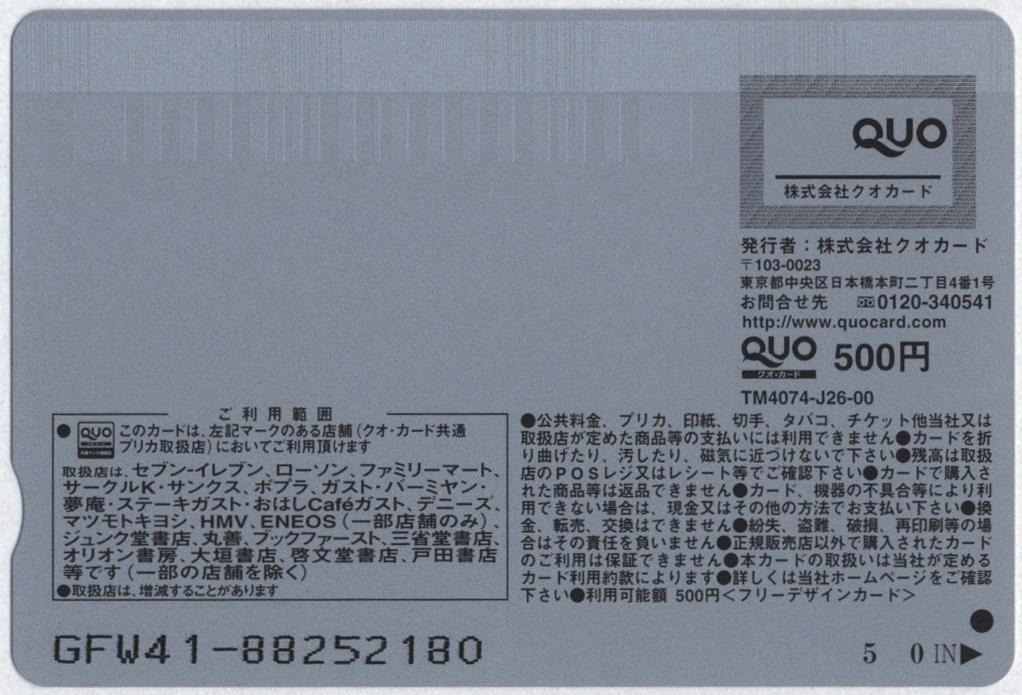 QUO
株式会社クオカード
発行者：株式会社クオカード
〒103-0023
東京都中央区日本橋本町二丁目4番1号
お問合せ先 0120-340541
http://www.quocard.com
QUO 500円
クオ・カード
TM4074-J26-00
ご利用範囲
●QUO このカードは、左記マークのある店舗（クオ・カード共通
プリカ取扱店）においてご利用頂けます
取扱店は、セブン-イレブン、ローソン、ファミリーマート、
サークルK・サンクス、ポプラ、ガスト・バーミヤン・
夢庵・ステーキガスト・おはしCaféガスト、デニーズ、
マツモトキヨシ、HMV、ENEOS（一部店舗のみ）、
ジュンク堂書店、丸善、ブックファースト、三省堂書店、
オリオン書房、大垣書店、啓文堂書店、戸田書店
等です（一部の店舗を除く）
●取扱店は、増減することがあります
●公共料金、プリカ、印紙、切手、タバコ、チケット他当社又は
取扱店が定めた商品等の支払いには利用できません●カードを折
り曲げたり、汚したり、磁気に近づけないで下さい●残高は取扱
店のPOSレジ又はレシート等でご確認下さい●カードで購入さ
れた商品等は返品できません●カード、機器の不具合等により利
用できない場合は、現金又はその他の方法でお支払い下さい●換
金、転売、交換はできません●紛失、盗難、破損、再印刷等の場
合はその責任を負いません●正規販売店以外で購入されたカード
のご利用は保証できません●本カードの取扱いは当社が定める
カード利用約款によります●詳しくは当社ホームページをご確認
下さい●利用可能額 500円＜フリーデザインカード＞
GFW41-88252180
5 0 IN▶